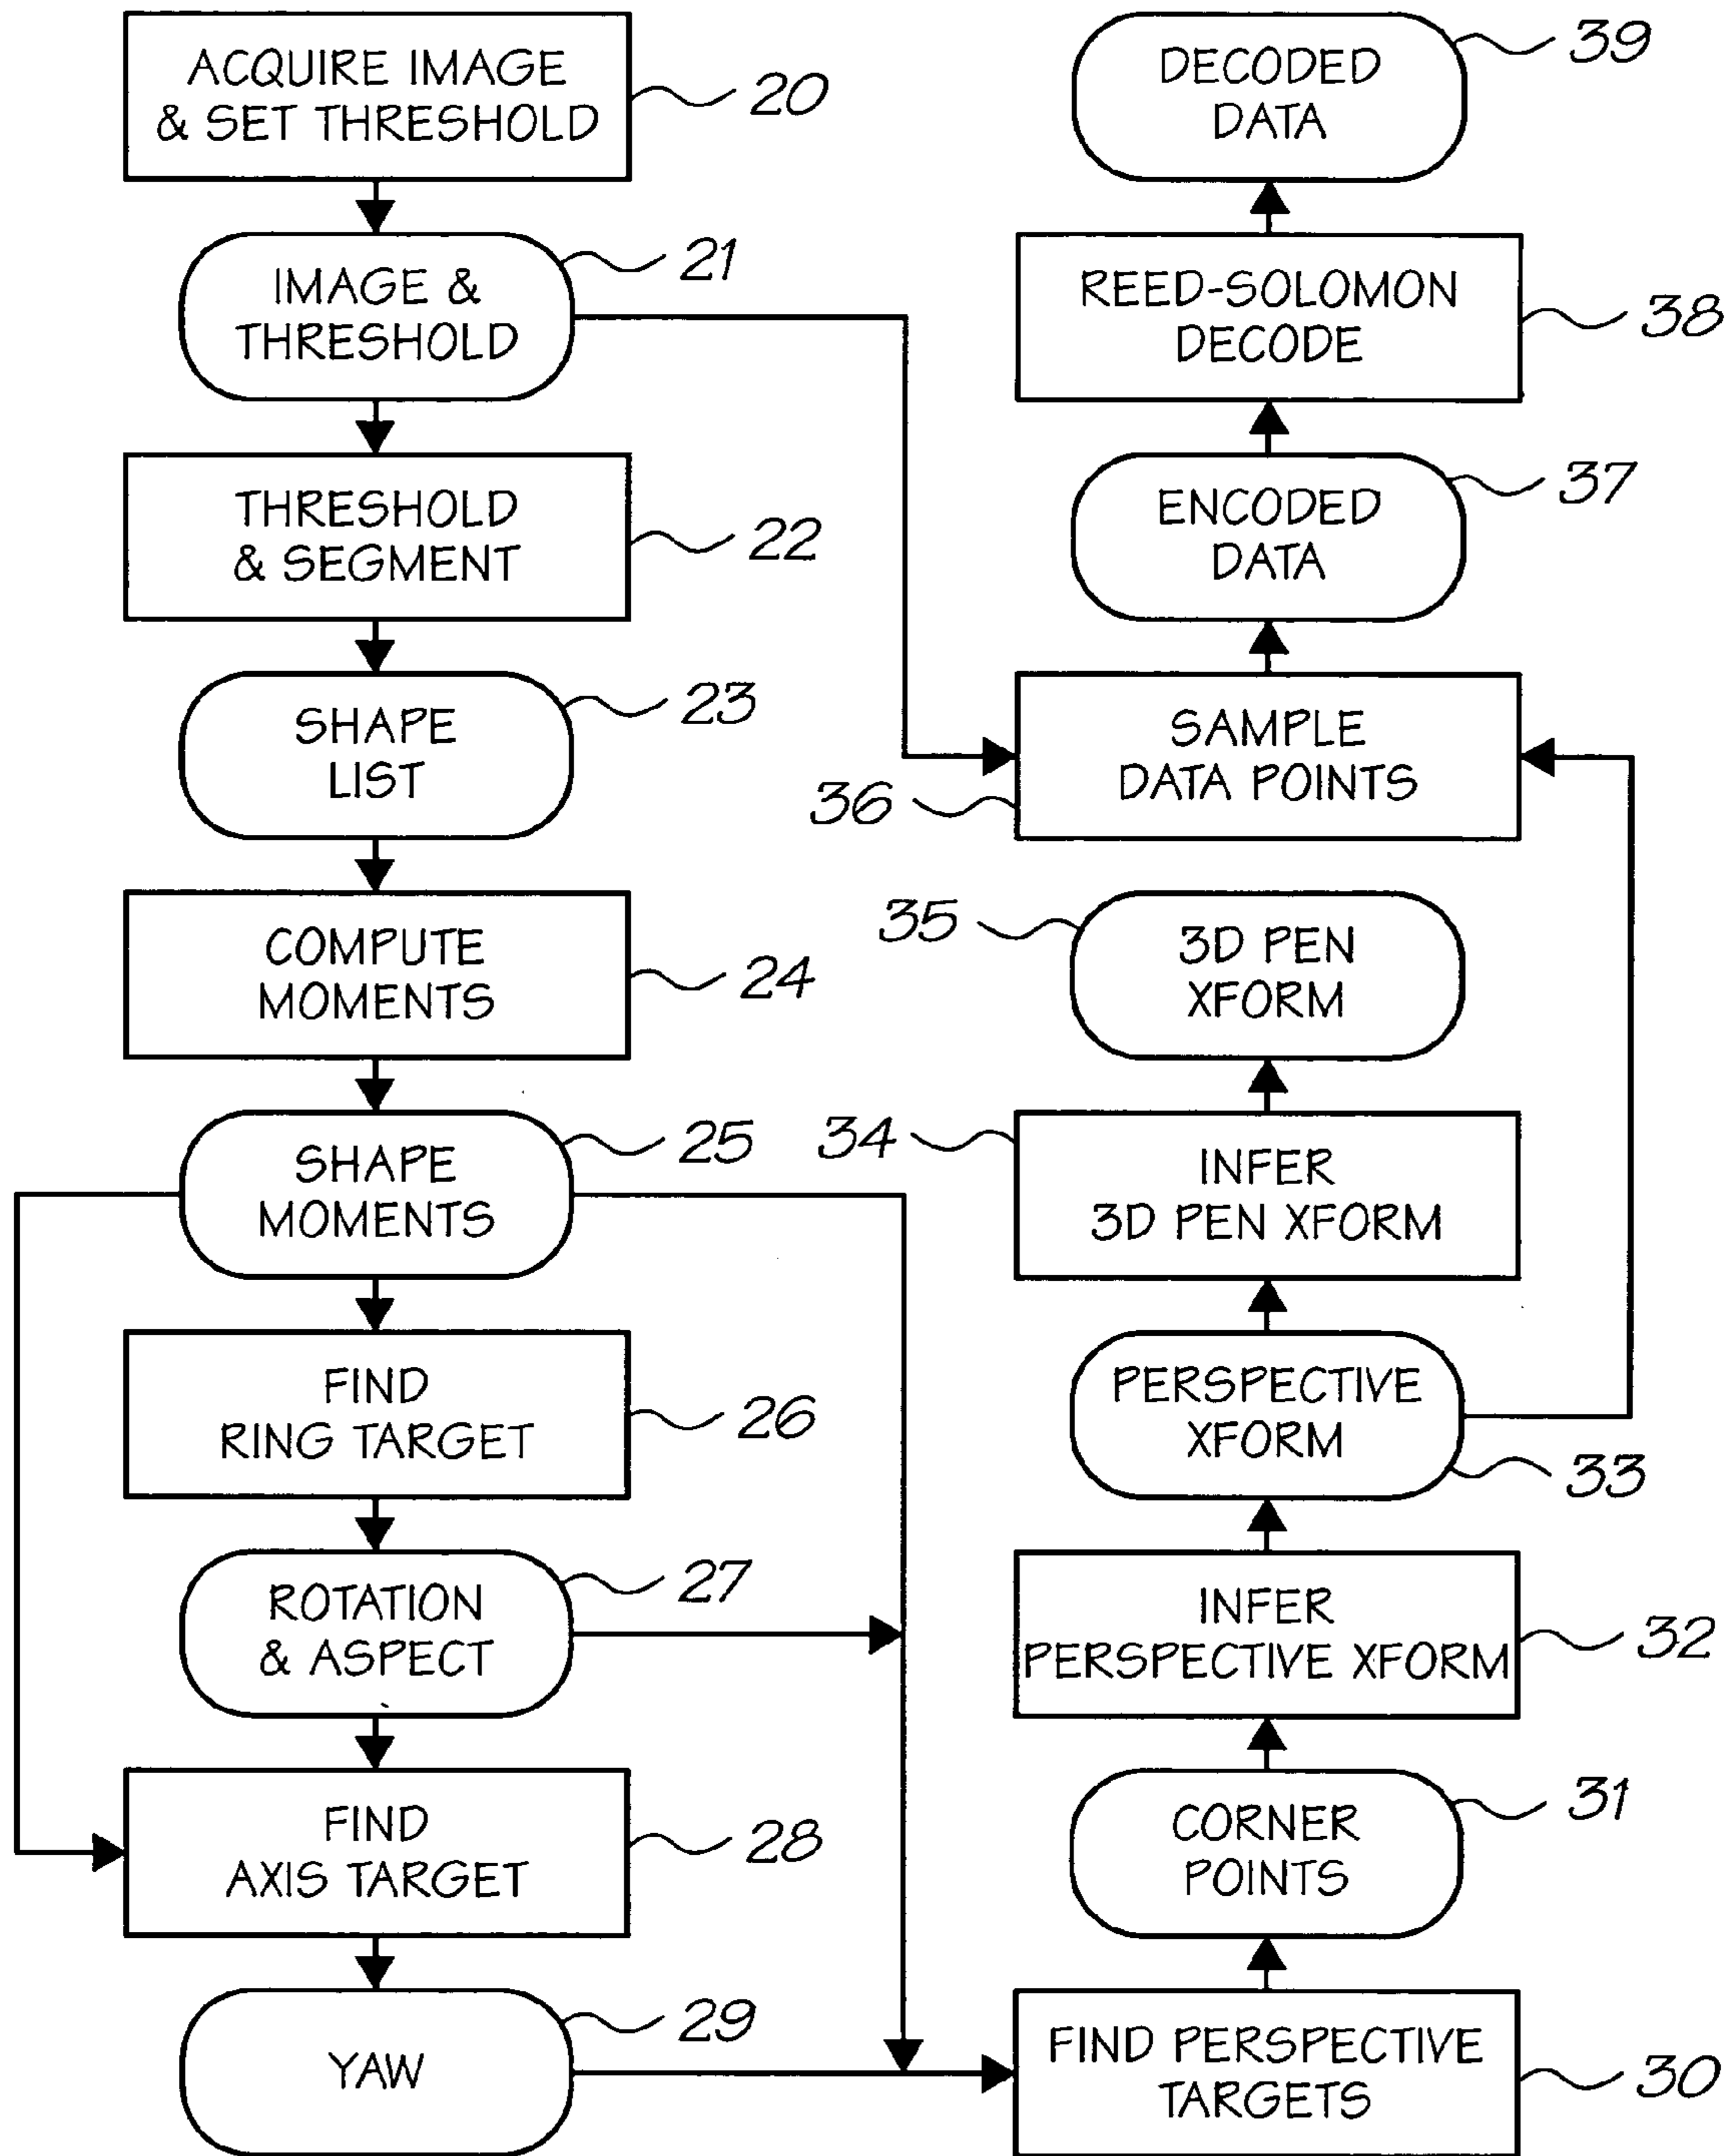 ACQUIRE IMAGE
& SET THRESHOLD
20
IMAGE &
THRESHOLD
21
THRESHOLD
& SEGMENT
22
SHAPE
LIST
23
COMPUTE
MOMENTS
24
SHAPE
MOMENTS
25
FIND
RING TARGET
26
ROTATION
& ASPECT
27
FIND
AXIS TARGET
28
YAW
29
DECODED
DATA
39
REED-SOLOMON
DECODE
38
ENCODED
DATA
37
SAMPLE
DATA POINTS
36
3D PEN
XFORM
35
INFER
3D PEN XFORM
34
PERSPECTIVE
XFORM
33
INFER
PERSPECTIVE XFORM
32
CORNER
POINTS
31
FIND PERSPECTIVE
TARGETS
30